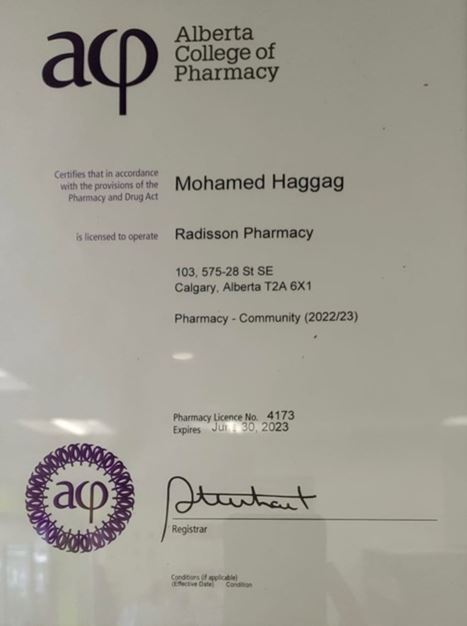 acp
Alberta
College of
Pharmacy
Certifies that in accordance
with the provisions of the
Pharmacy and Drug Act
Mohamed Haggag
is licensed to operate
Radisson Pharmacy
103, 575-28 St SE
Calgary, Alberta T2A 6X1
Pharmacy - Community (2022/23)
Pharmacy Licence No. 4173
Expires 30, 2023
acp
Registrar
Conditions (if applicable)
(Effective Date) Condition